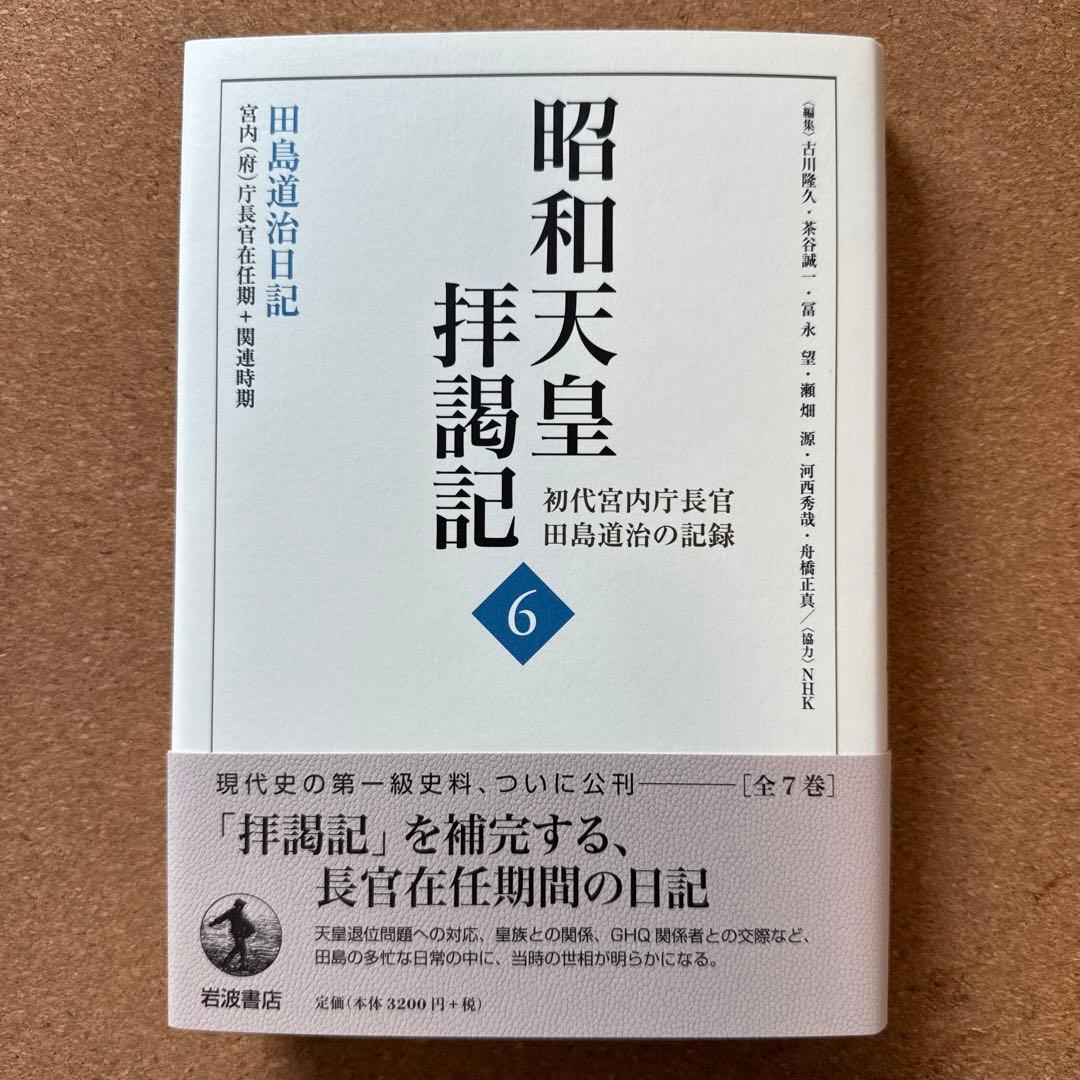 〈編集〉古川隆久・茶谷誠一・冨永 望・瀬畑 源・河西秀哉・舟橋正真／〈協力〉NHK
昭和天皇
拝謁記
初代宮内庁長官
田島道治の記録
6
田島道治日記
宮内(府)庁長官在任期+関連時期
現代史の第一級史料、ついに公刊――[全7巻]
「拝謁記」を補完する、
長官在任期間の日記
天皇退位問題への対応、皇族との関係、GHQ関係者との交際など、
田島の多忙な日常の中に、当時の世相が明らかになる。
岩波書店
定価(本体3200円+税)